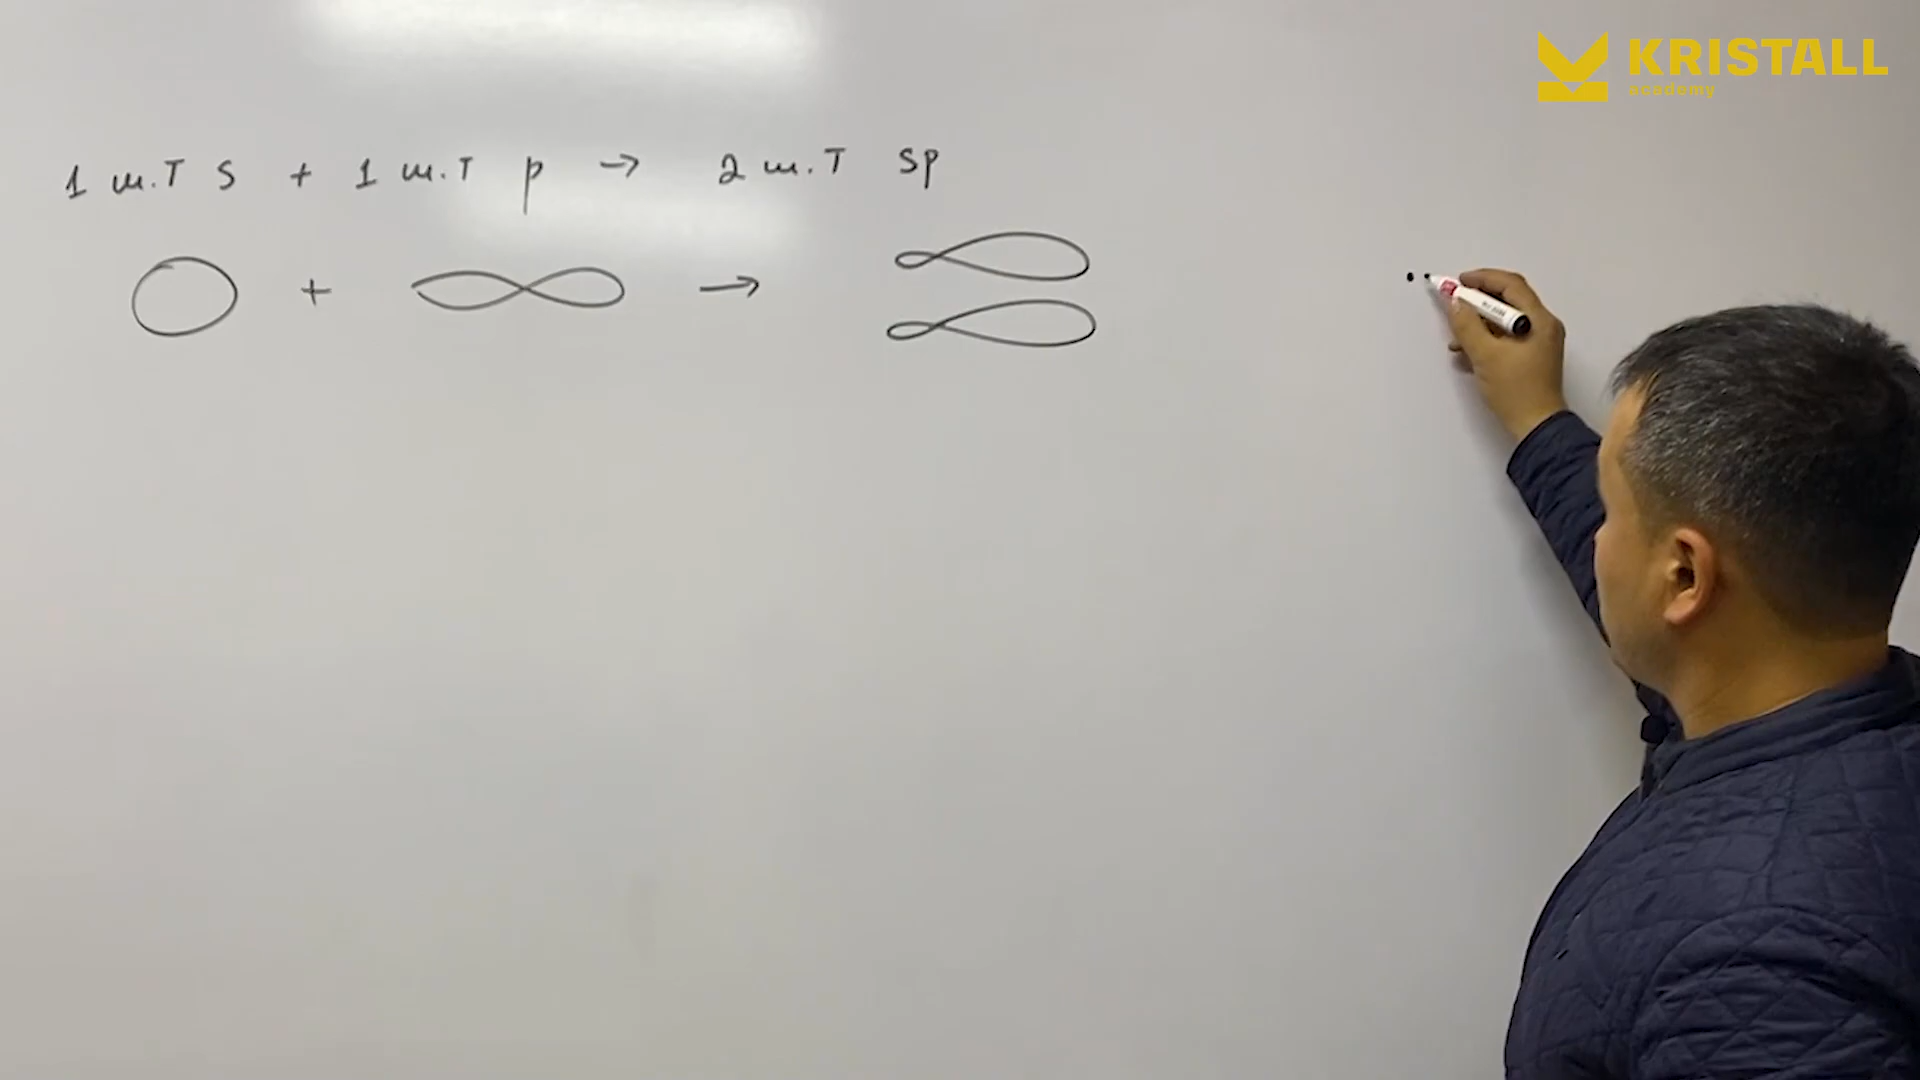 KRISTALL
academy
1 ш.т s + 1 ш.т p → 2 ш.т sp
+ →